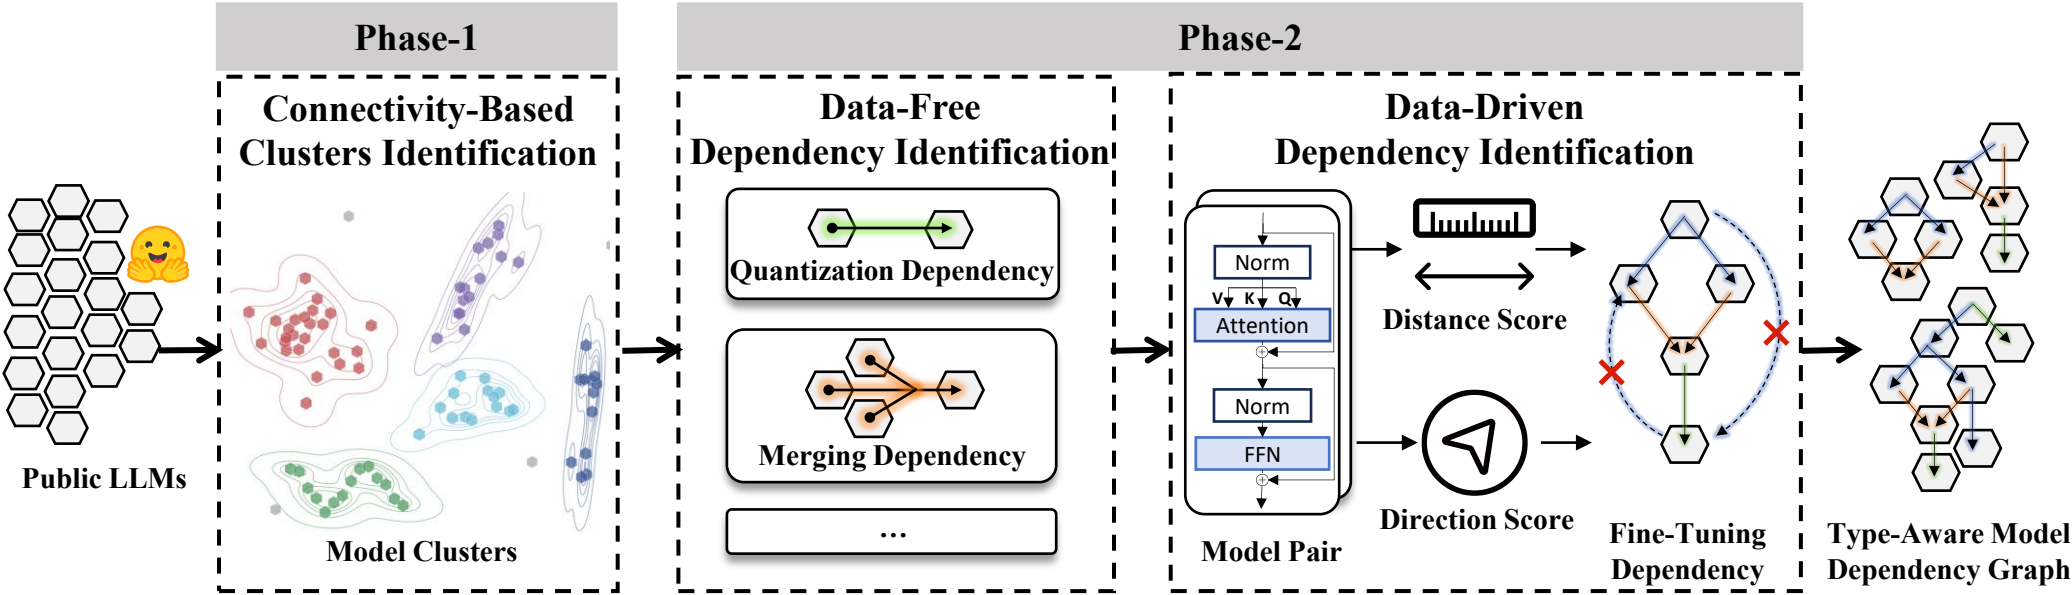 Phase-1
Phase-2
Public LLMs
Connectivity-Based
Clusters Identification
Model Clusters
Data-Free
Dependency Identification
Quantization Dependency
Merging Dependency
...
Data-Driven
Dependency Identification
Norm
V K Q
Attention
Norm
FFN
Model Pair
Distance Score
Direction Score
Fine-Tuning
Dependency
Type-Aware Model
Dependency Graph